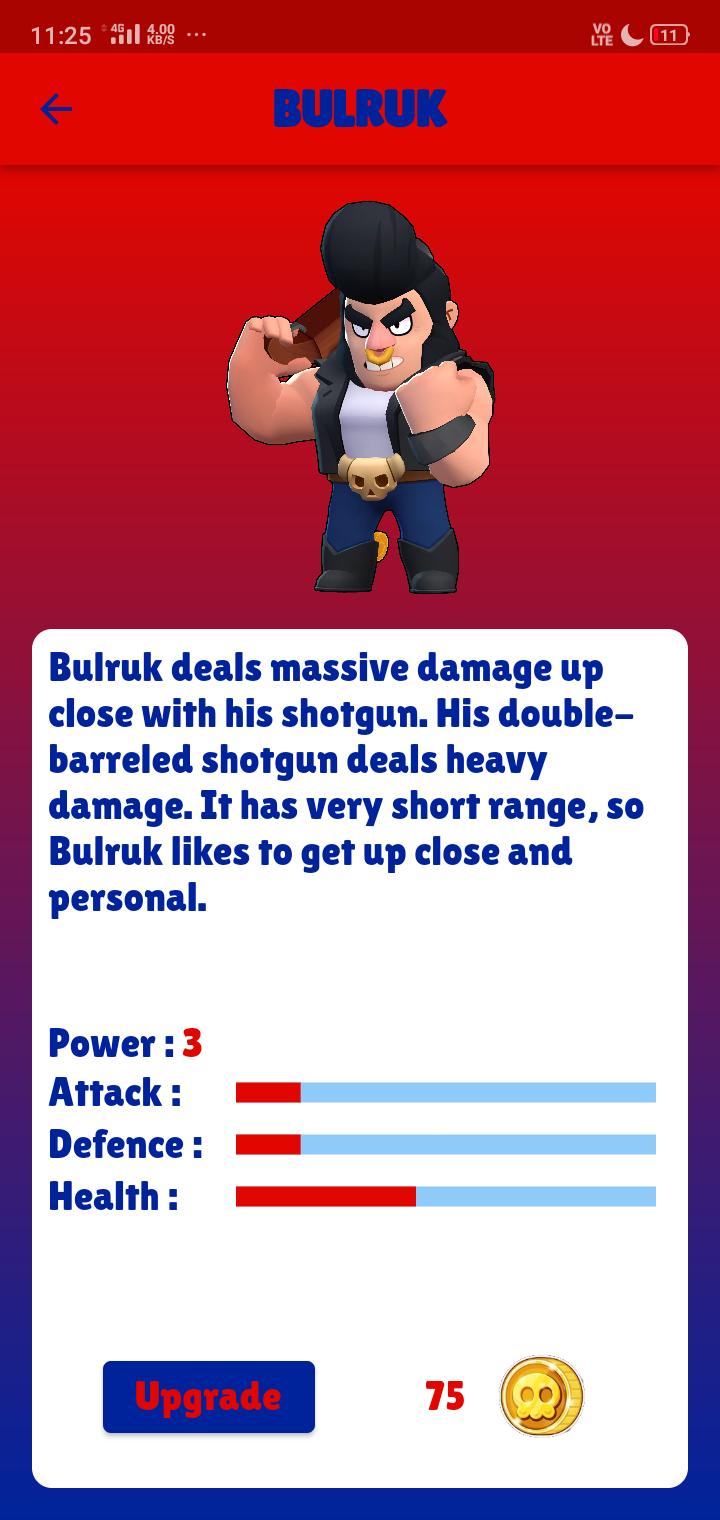 11:25 4G 4.00 KB/S ... VO LTE 11
BULRUK
Bulruk deals massive damage up
close with his shotgun. His double-
barreled shotgun deals heavy
damage. It has very short range, so
Bulruk likes to get up close and
personal.
Power : 3
Attack :
Defence :
Health :
Upgrade 75